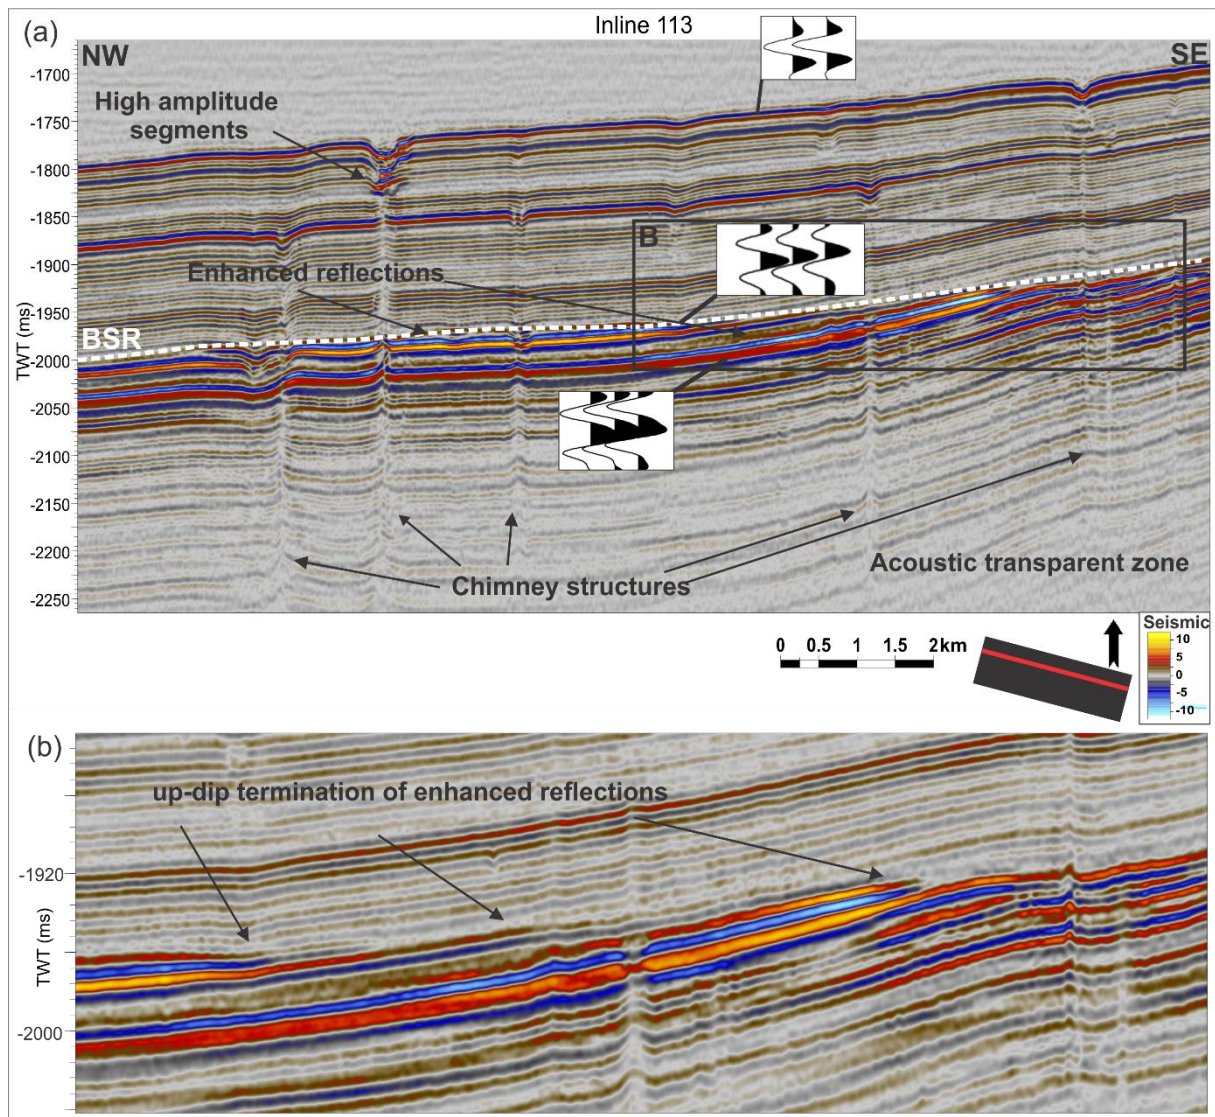 (a)
Inline 113
NW
SE
High amplitude
segments
-1700
-1750
-1800
-1850
-1900
-1950
-2000
-2050
-2100
-2150
-2200
-2250
TWT (ms)
B
Enhanced reflections
BSR
Chimney structures
Acoustic transparent zone
0 0.5 1 1.5 2km
Seismic
10
5
0
-5
-10
(b)
up-dip termination of enhanced reflections
-1920
TWT (ms)
-2000